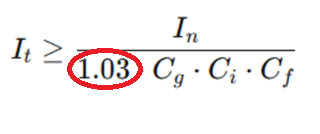 I_t ≥ I_n / (1.03 C_g · C_i · C_f)